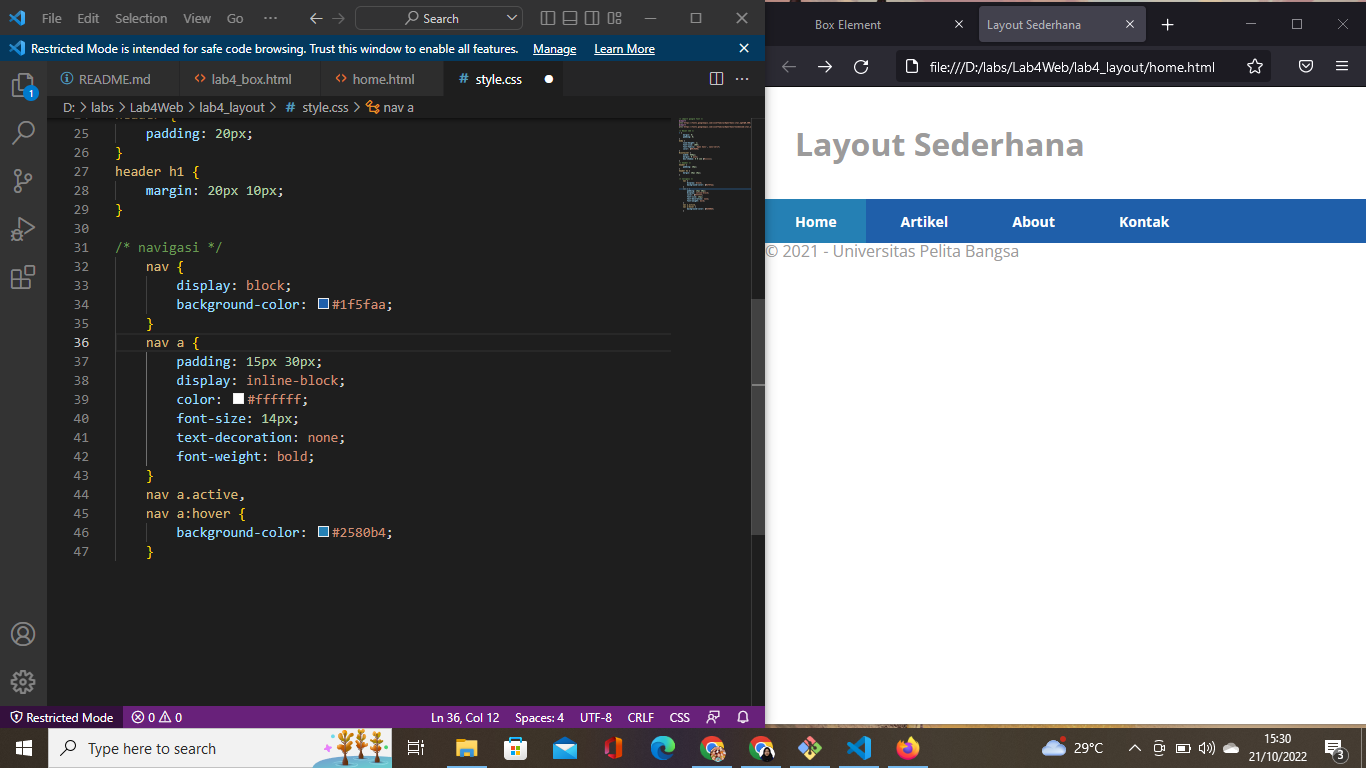 File Edit Selection View Go ··· Search
Restricted Mode is intended for safe code browsing. Trust this window to enable all features. Manage Learn More
README.md lab4_box.html home.html # style.css
D: > labs > Lab4Web > lab4_layout > # style.css > nav a
25 padding: 20px;
26 }
27 header h1 {
28 margin: 20px 10px;
29 }
30
31 /* navigasi */
32 nav {
33 display: block;
34 background-color: #1f5faa;
35 }
36 nav a {
37 padding: 15px 30px;
38 display: inline-block;
39 color: #ffffff;
40 font-size: 14px;
41 text-decoration: none;
42 font-weight: bold;
43 }
44 nav a.active,
45 nav a:hover {
46 background-color: #2580b4;
47 }
1
Restricted Mode 0 0 Ln 36, Col 12 Spaces: 4 UTF-8 CRLF CSS
Box Element Layout Sederhana
file:///D:/labs/Lab4Web/lab4_layout/home.html
Layout Sederhana
Home Artikel About Kontak
© 2021 - Universitas Pelita Bangsa
Type here to search
29°C
15:30
21/10/2022
3